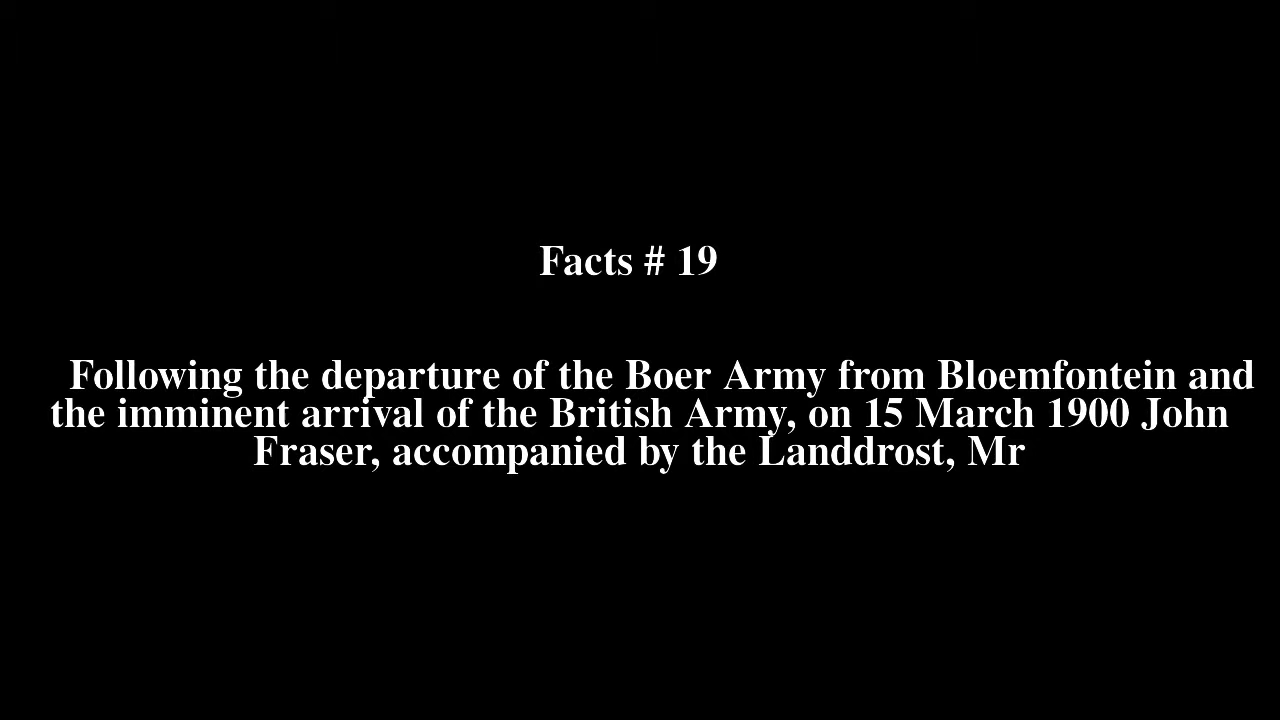 Facts # 19
Following the departure of the Boer Army from Bloemfontein and
the imminent arrival of the British Army, on 15 March 1900 John
Fraser, accompanied by the Landdrost, Mr